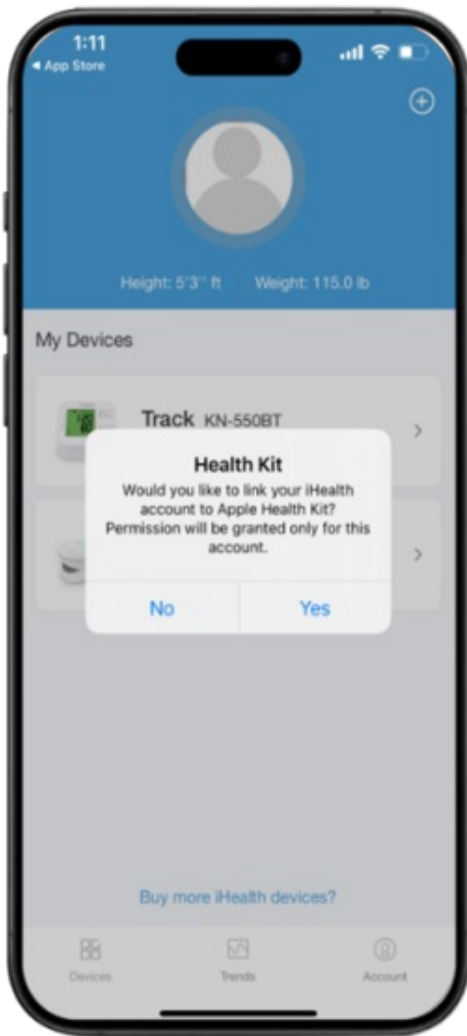 1:11
App Store
Height: 5'3'' ft Weight: 115.0 lb
My Devices
Track KN-550BT
Health Kit
Would you like to link your iHealth
account to Apple Health Kit?
Permission will be granted only for this
account.
No Yes
Buy more iHealth devices?
Devices Trends Account